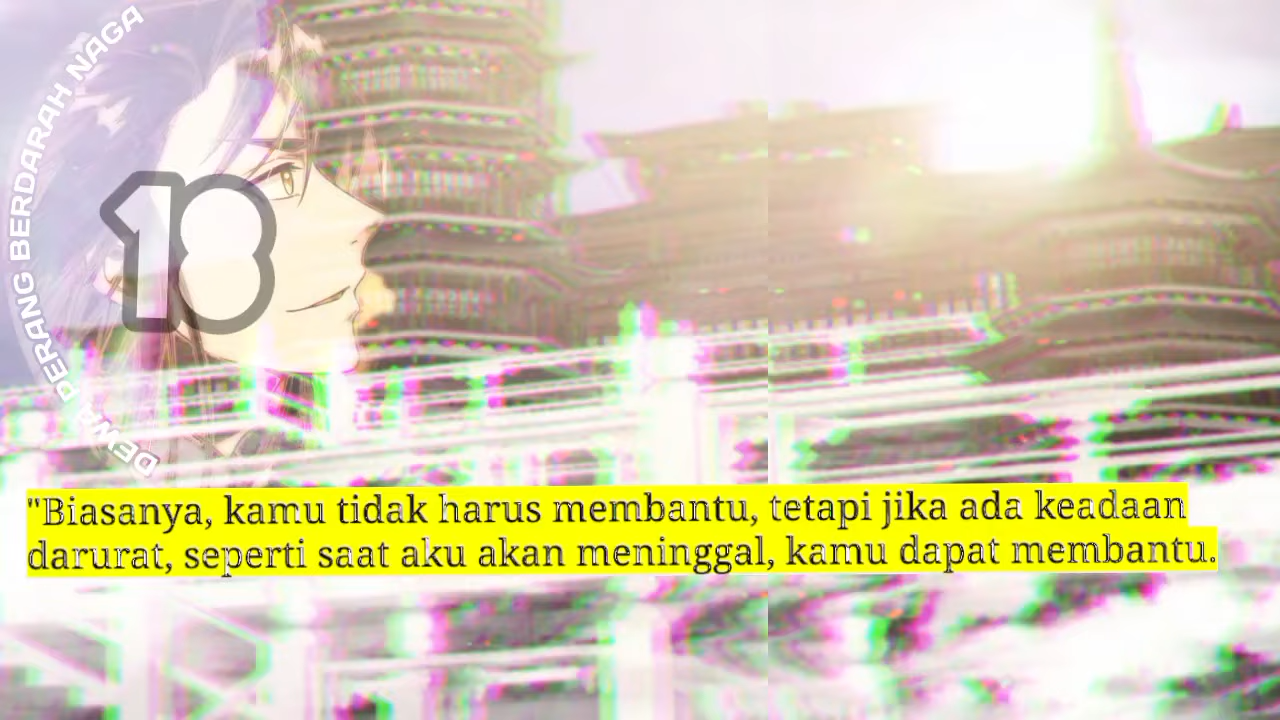 DEWA PERANG BERDARAH NAGA
18
"Biasanya, kamu tidak harus membantu, tetapi jika ada keadaan
darurat, seperti saat aku akan meninggal, kamu dapat membantu.